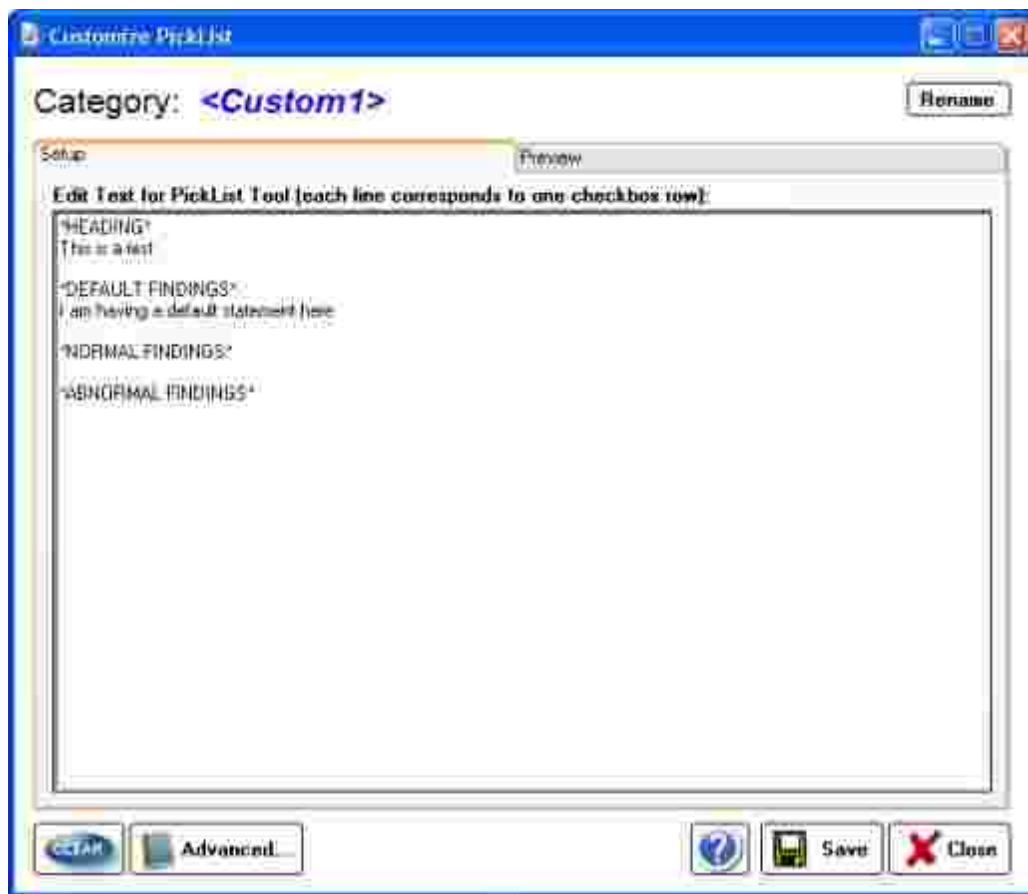 Customize PickList
Category: <Custom1>
Rename
Setup
Preview
Edit Text for PickList Tool (each line corresponds to one checkbox row):
*HEADING*
This is a test
*DEFAULT FINDINGS*
I am having a default statement here
*NORMAL FINDINGS*
*ABNORMAL FINDINGS*
Advanced...
Save
Close